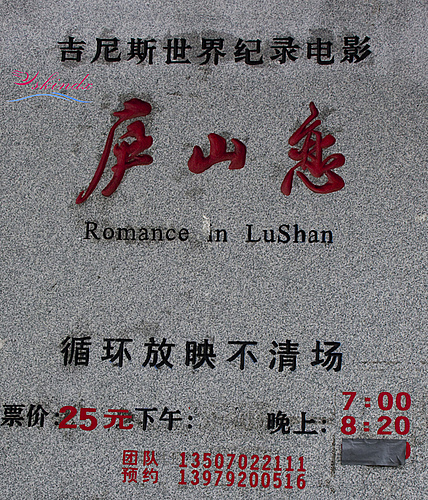 吉尼斯世界纪录电影
庐山恋
Romance in LuShan
循环放映不清场
票价:25元下午: 晚上: 7:00
8:20
团队 13507022111
预约 13979200516